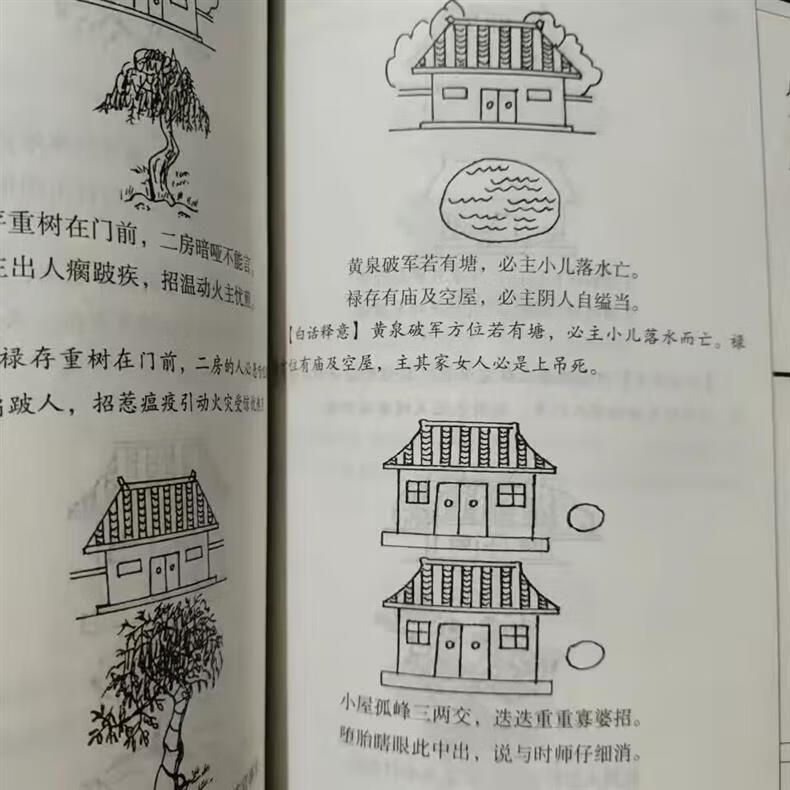 重树在门前，二房暗哑不能言，
主出人瘸跛疾，招温动火主忧煎。
禄存重树在门前，二房的人必是
跛人，招惹瘟疫引动火灾受惊
黄泉破军若有塘，必主小儿落水亡。
禄存有庙及空屋，必主阴人自缢当。
【白话释意】黄泉破军方位若有塘，必主小儿落水而亡。禄
位有庙及空屋，主其家女人必是上吊死。
小屋孤峰三两交，迭迭重重寡婆招。
堕胎瞎眼此中出，说与时师仔细消。